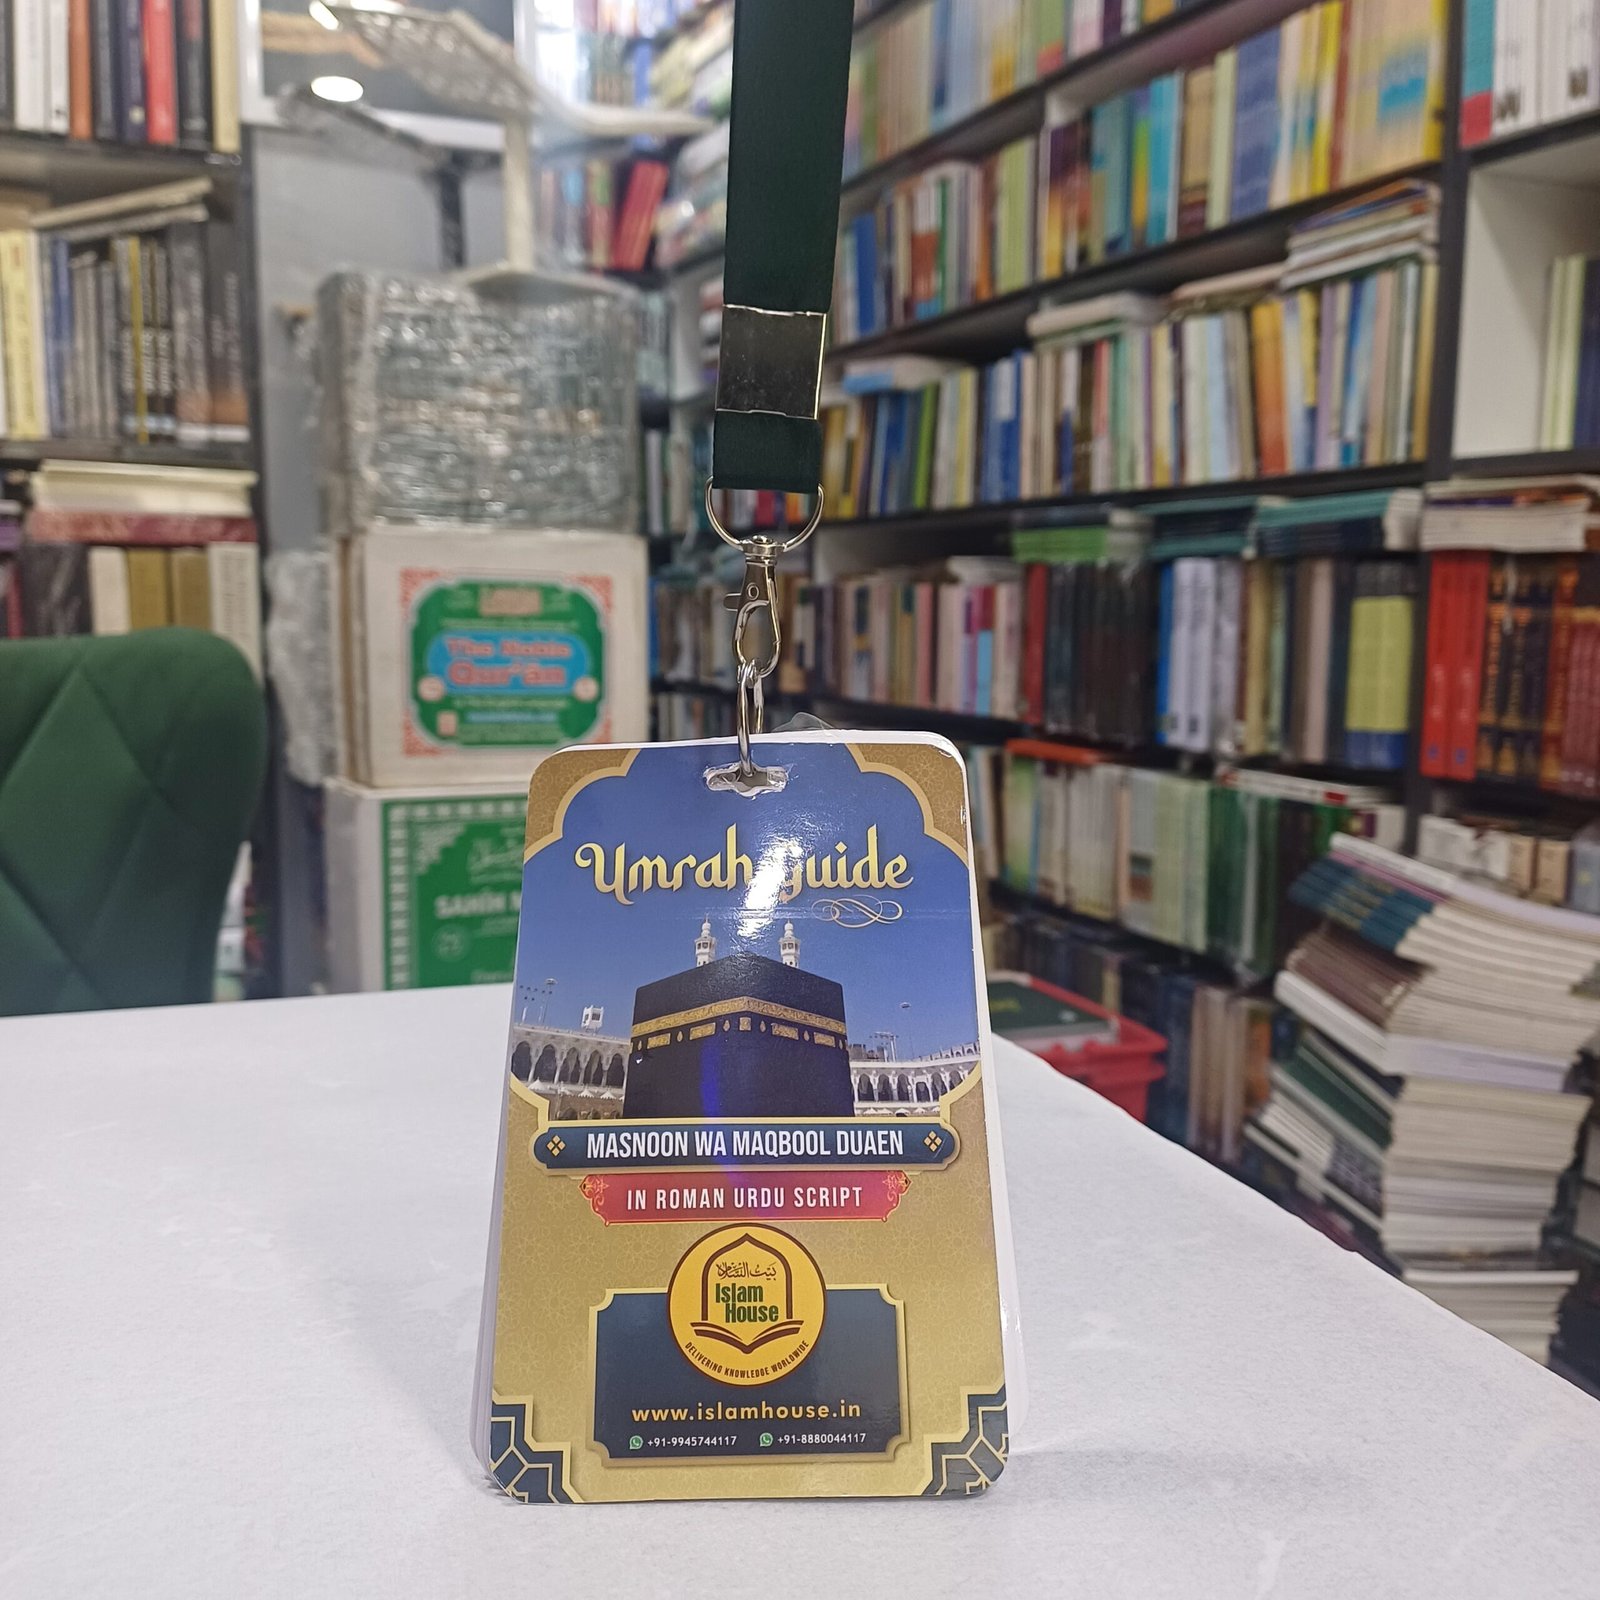 The Noble
Qur'an
SAHIH
Umrah Guide
MASNOON WA MAQBOOL DUAEN
IN ROMAN URDU SCRIPT
بيت السلام
Islam
House
DELIVERING KNOWLEDGE WORLDWIDE
www.islamhouse.in
+91-9945744117 +91-8880044117